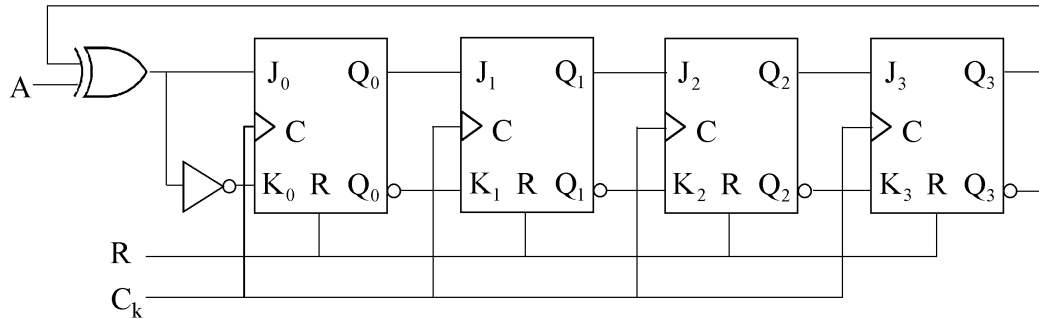 J₀ Q₀ J₁ Q₁ J₂ Q₂ J₃ Q₃
A
C C C C
K₀ R Q₀ K₁ R Q₁ K₂ R Q₂ K₃ R Q₃
R
Cₖ